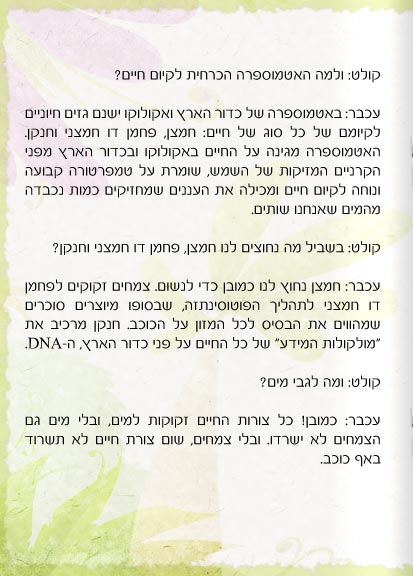 קולט: ולמה האטמוספרה הכרחית לקיום חיים?
עכבר: באטמוספרה של כדור הארץ ואקולוקו ישנם גזים חיוניים
לקיומם של כל סוג של חיים: חמצן, פחמן דו חמצני וחנקן.
האטמוספרה מגינה על החיים באקולוקו ובכדור הארץ מפני
הקרניים המזיקות של השמש, שומרת על טמפרטורה קבועה
ונוחה לקיום חיים ומכילה את העננים שמחזיקים כמות נכבדה
מהמים שאנחנו שותים.
קולט: בשביל מה נחוצים לנו חמצן, פחמן דו חמצני וחנקן?
עכבר: חמצן נחוץ לנו כמובן כדי לנשום. צמחים זקוקים לפחמן
דו חמצני לתהליך הפוטוסינתזה, שבסופו מיוצרים סוכרים
שמהווים את הבסיס לכל המזון על הכוכב. חנקן מרכיב את
"מולקולות המידע" של כל החיים על פני כדור הארץ, ה-DNA.
קולט: ומה לגבי מים?
עכבר: כמובן! כל צורות החיים זקוקות למים, ובלי מים גם
הצמחים לא ישרדו. ובלי צמחים, שום צורת חיים לא תשרוד
באף כוכב.